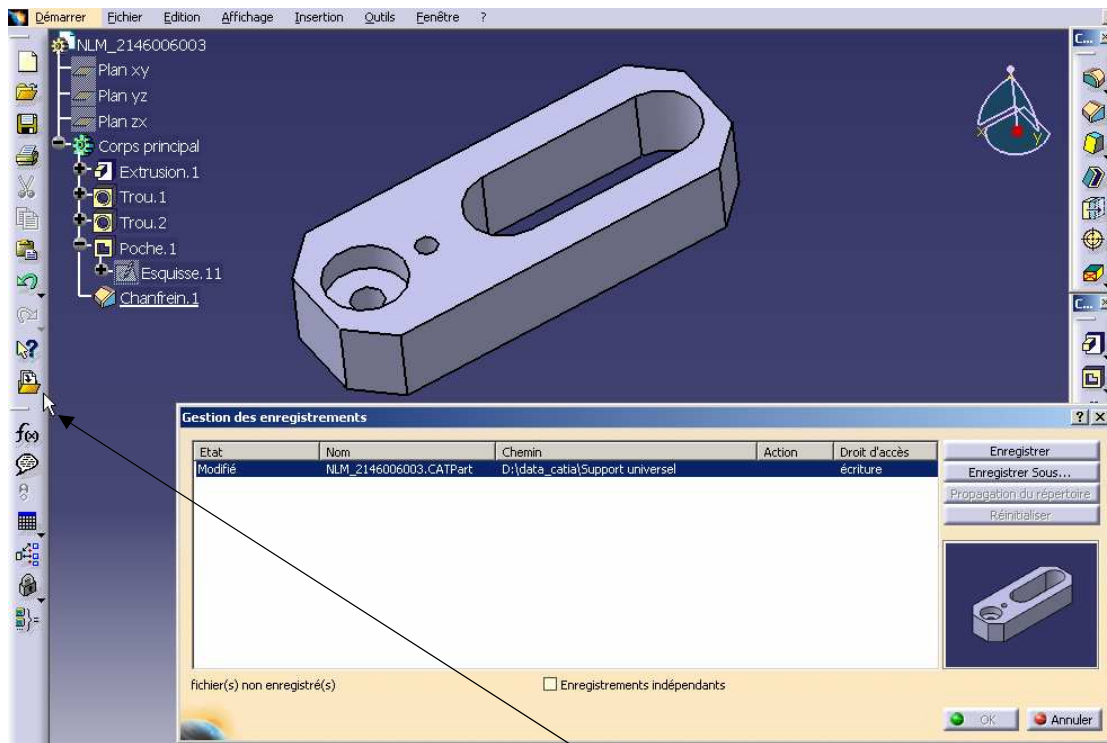 Démarrer Fichier Edition Affichage Insertion Outils Fenêtre ?
NLM_2146006003
Plan xy
Plan yz
Plan zx
Corps principal
Extrusion.1
Trou.1
Trou.2
Poche.1
Esquisse.11
Chanfrein.1
x y
C...
C...
f(x)
Gestion des enregistrements
Etat Nom Chemin Action Droit d'accès
Modifié NLM_2146006003.CATPart D:\data_catia\Support universel écriture
Enregistrer
Enregistrer Sous...
Propagation du répertoire
Réinitialiser
fichier(s) non enregistré(s) Enregistrements indépendants
OK Annuler